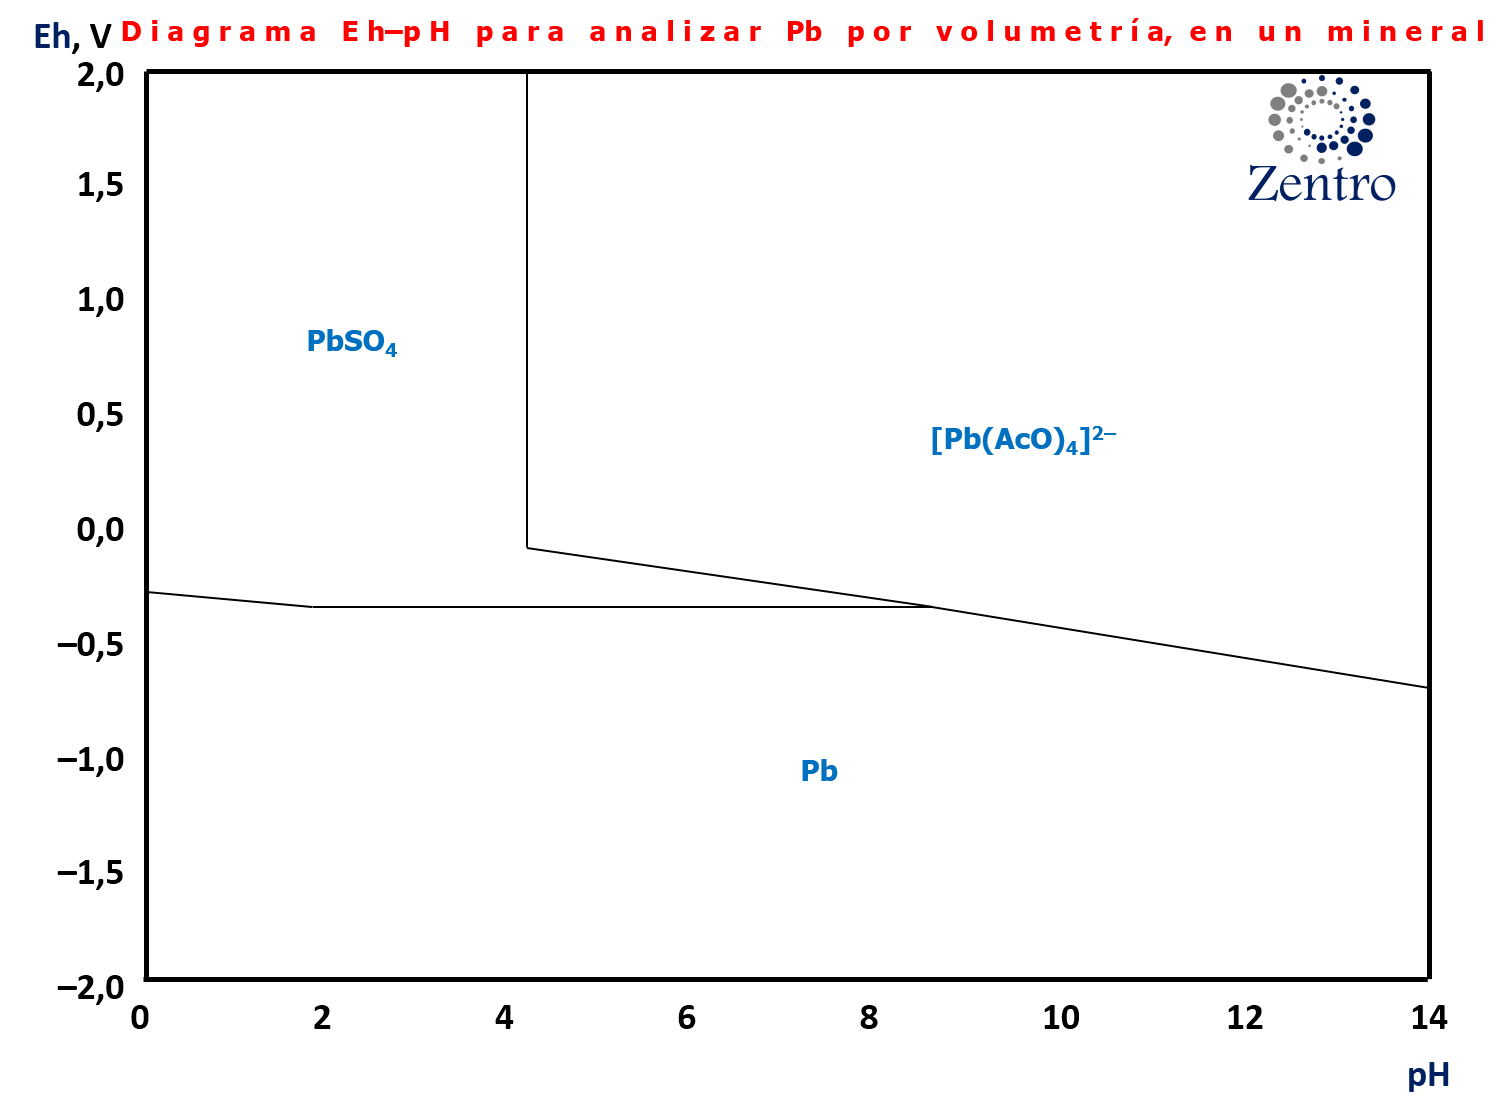 Eh, V Diagrama Eh–pH para analizar Pb por volumetría, en un mineral
2,0
Zentro
1,5
1,0
PbSO₄
0,5
[Pb(AcO)₄]²⁻
0,0
–0,5
–1,0
Pb
–1,5
–2,0
0 2 4 6 8 10 12 14
pH